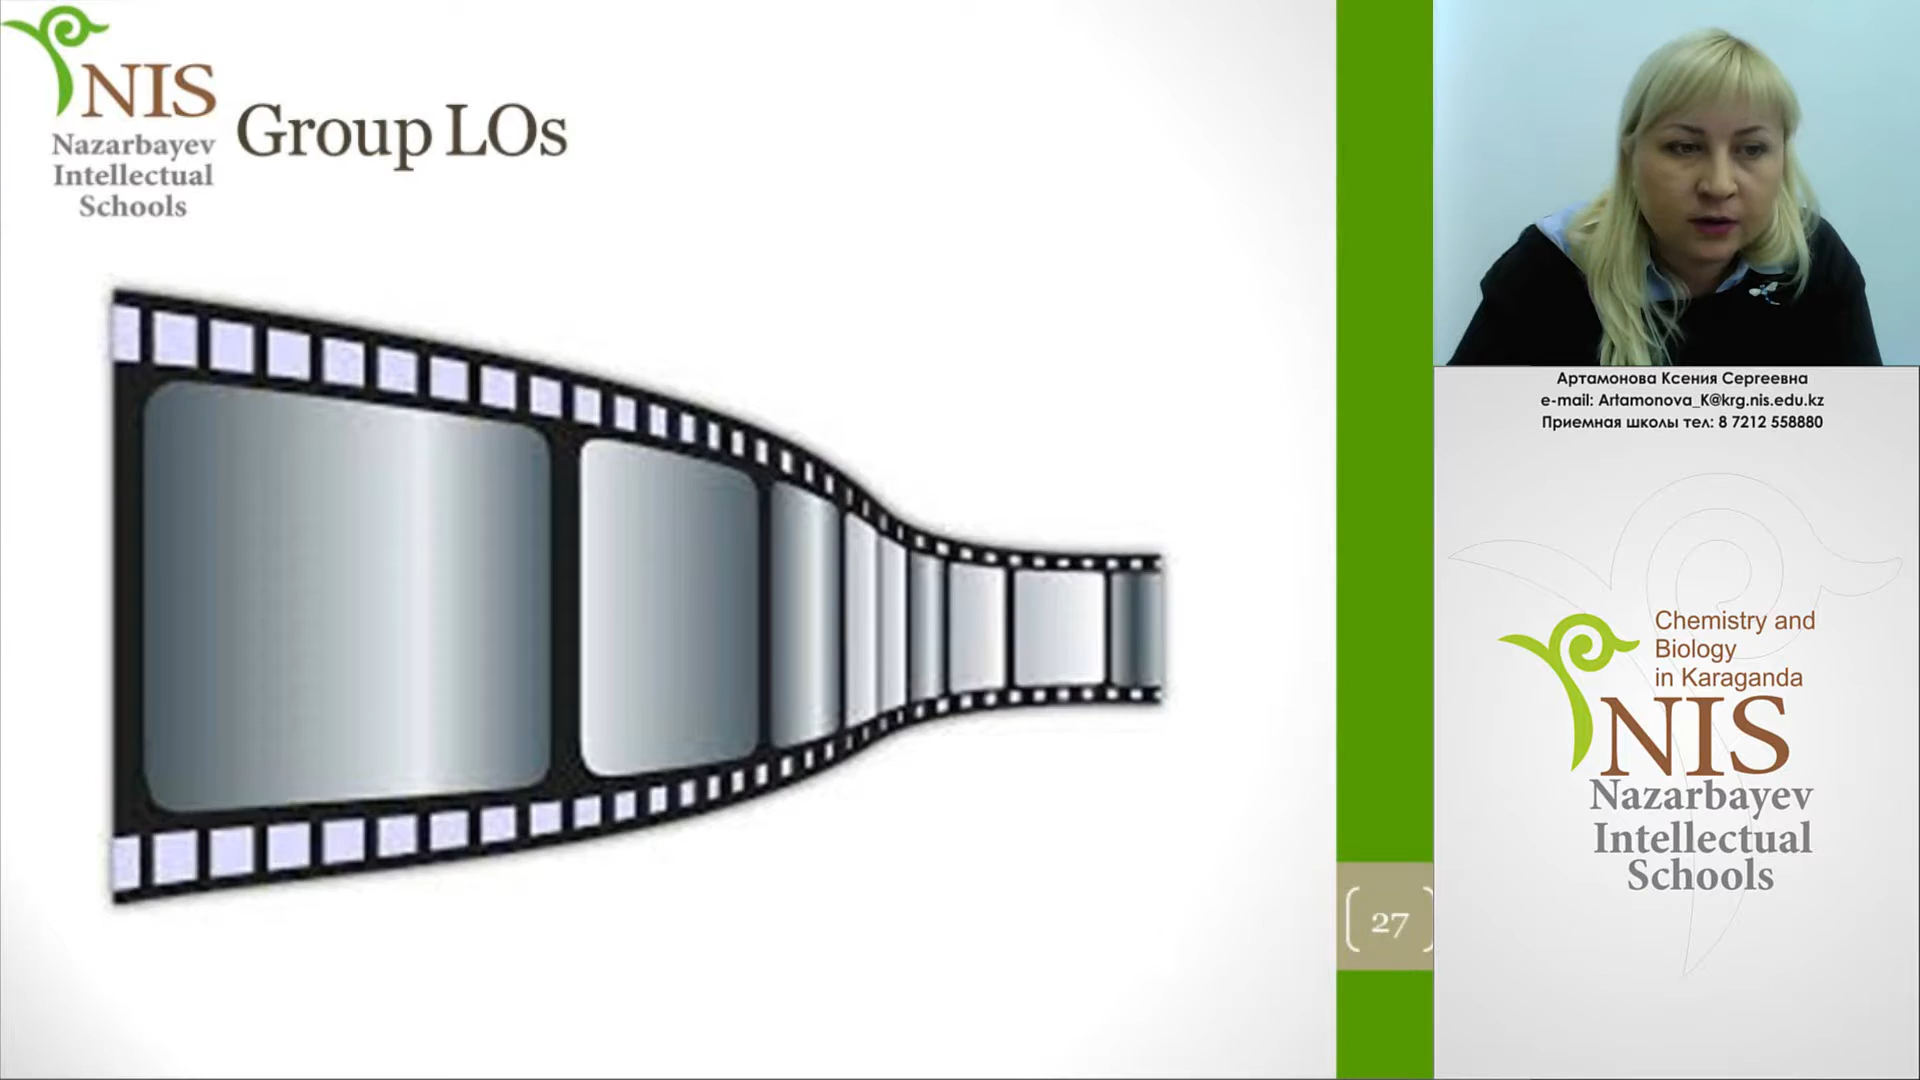 NIS
Nazarbayev
Intellectual
Schools
Group LOs
27
Артамонова Ксения Сергеевна
e-mail: Artamonova_K@krg.nis.edu.kz
Приемная школы тел: 8 7212 558880
Chemistry and
Biology
in Karaganda
NIS
Nazarbayev
Intellectual
Schools